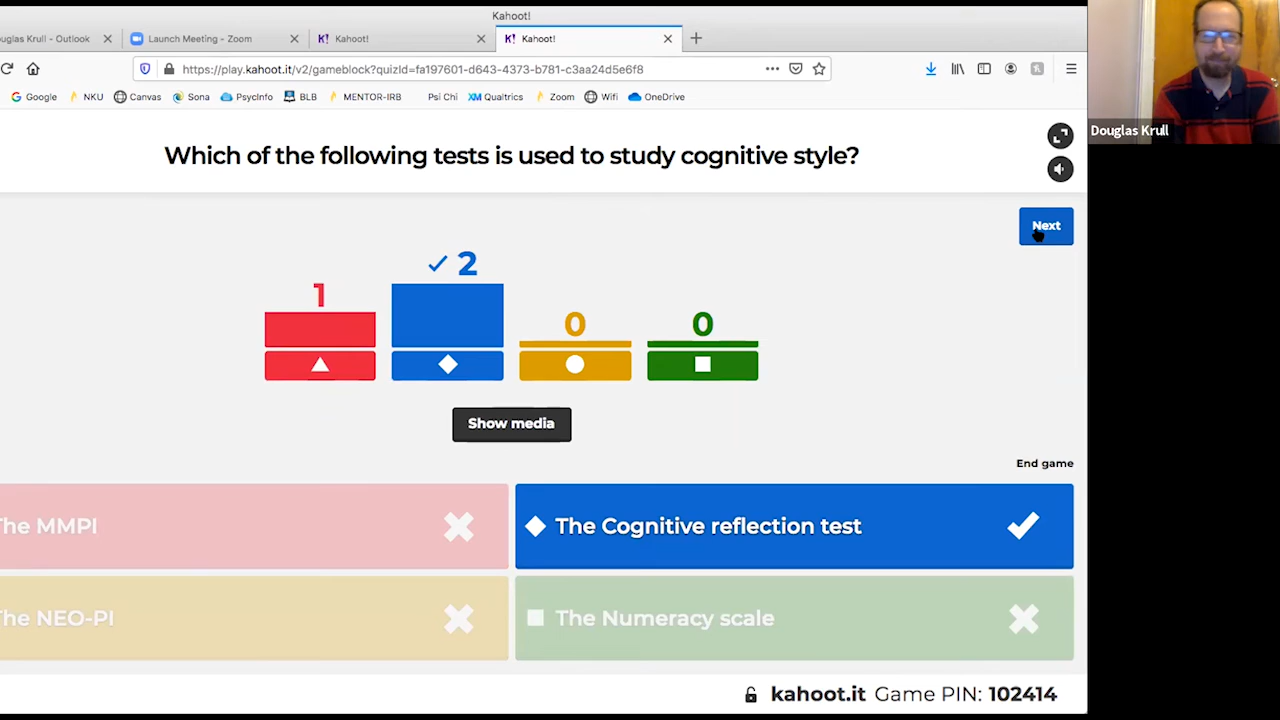 Kahoot!
ouglas Krull - Outlook
Launch Meeting - Zoom
K! Kahoot!
K! Kahoot!
https://play.kahoot.it/v2/gameblock?quizId=fa197601-d643-4373-b781-c3aa24d5e6f8
Google NKU Canvas Sona PsycInfo BLB MENTOR-IRB Psi Chi XM Qualtrics Zoom Wifi OneDrive
Douglas Krull
Which of the following tests is used to study cognitive style?
Next
1
2
0
0
Show media
End game
The MMPI
The Cognitive reflection test
The NEO-PI
The Numeracy scale
kahoot.it Game PIN: 102414